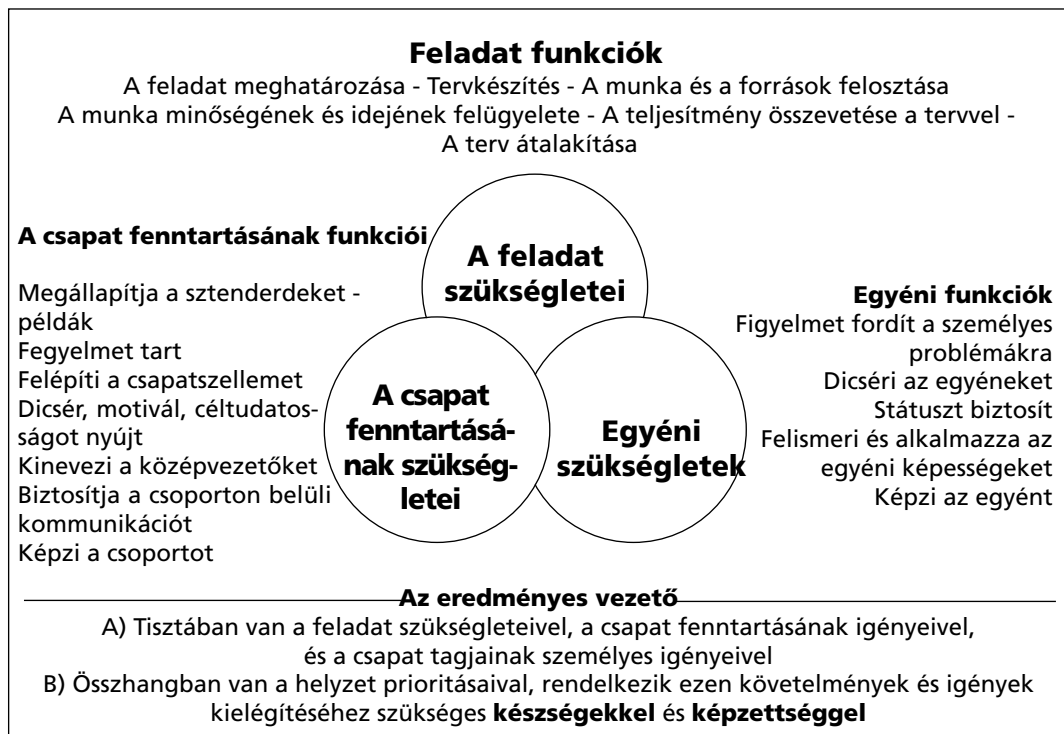 Feladat funkciók
A feladat meghatározása - Tervkészítés - A munka és a források felosztása
A munka minőségének és idejének felügyelete - A teljesítmény összevetése a tervvel -
A terv átalakítása
A csapat fenntartásának funkciói
Megállapítja a sztenderdeket -
példák
Fegyelmet tart
Felépíti a csapatszellemet
Dicsér, motivál, céltudatos-
ságot nyújt
Kinevezi a középvezetőket
Biztosítja a csoporton belüli
kommunikációt
Képzi a csoportot
A feladat
szükségletei
A csapat
fenntartásá-
nak szükség-
letei
Egyéni
szükségletek
Egyéni funkciók
Figyelmet fordít a személyes
problémákra
Dicséri az egyéneket
Státuszt biztosít
Felismeri és alkalmazza az
egyéni képességeket
Képzi az egyént
Az eredményes vezető
A) Tisztában van a feladat szükségleteivel, a csapat fenntartásának igényeivel,
és a csapat tagjainak személyes igényeivel
B) Összhangban van a helyzet prioritásaival, rendelkezik ezen követelmények és igények
kielégítéséhez szükséges készségekkel és képzettséggel